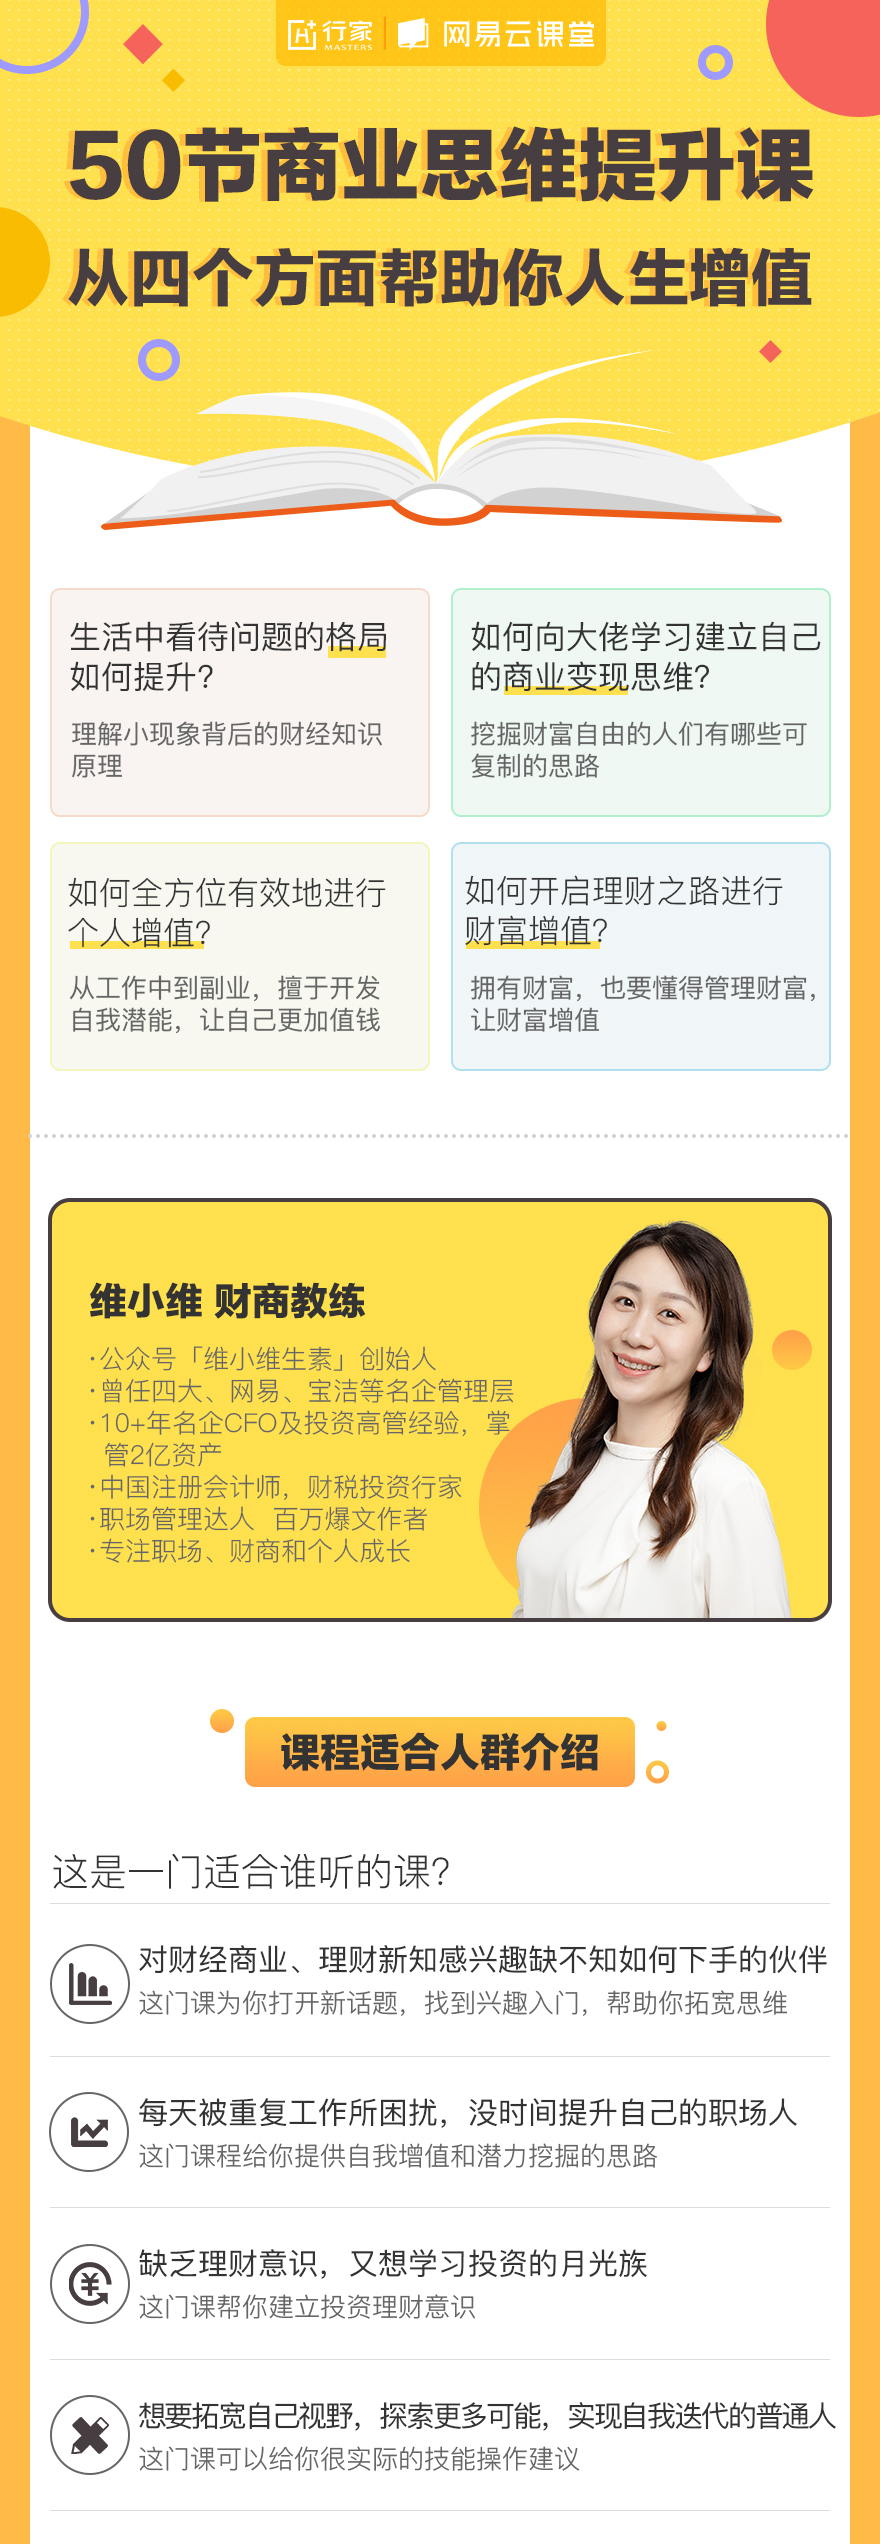 行家 MASTERS 网易云课堂
50节商业思维提升课
从四个方面帮助你人生增值
生活中看待问题的格局
如何提升?
理解小现象背后的财经知识
原理
如何向大佬学习建立自己
的商业变现思维?
挖掘财富自由的人们有哪些可
复制的思路
如何全方位有效地进行
个人增值?
从工作中到副业，擅于开发
自我潜能，让自己更加值钱
如何开启理财之路进行
财富增值?
拥有财富，也要懂得管理财富，
让财富增值
维小维 财商教练
·公众号「维小维生素」创始人
·曾任四大、网易、宝洁等名企管理层
·10+年名企CFO及投资高管经验，掌
管2亿资产
·中国注册会计师，财税投资行家
·职场管理达人 百万爆文作者
·专注职场、财商和个人成长
课程适合人群介绍
这是一门适合谁听的课?
对财经商业、理财新知感兴趣缺不知如何下手的伙伴
这门课为你打开新话题，找到兴趣入门，帮助你拓宽思维
每天被重复工作所困扰，没时间提升自己的职场人
这门课程给你提供自我增值和潜力挖掘的思路
缺乏理财意识，又想学习投资的月光族
这门课帮你建立投资理财意识
想要拓宽自己视野，探索更多可能，实现自我迭代的普通人
这门课可以给你很实际的技能操作建议